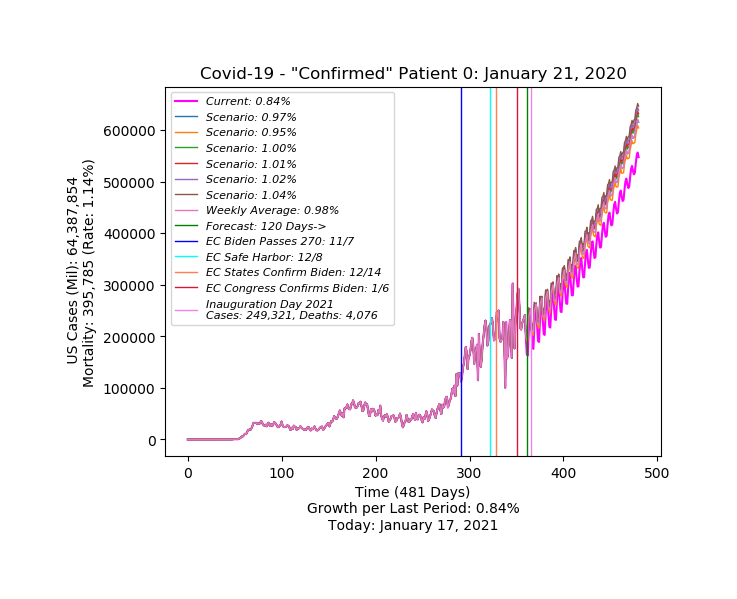 Covid-19 - "Confirmed" Patient 0: January 21, 2020
Current: 0.84%
Scenario: 0.97%
Scenario: 0.95%
Scenario: 1.00%
Scenario: 1.01%
Scenario: 1.02%
Scenario: 1.04%
Weekly Average: 0.98%
Forecast: 120 Days->
EC Biden Passes 270: 11/7
EC Safe Harbor: 12/8
EC States Confirm Biden: 12/14
EC Congress Confirms Biden: 1/6
Inauguration Day 2021
Cases: 249,321, Deaths: 4,076
US Cases (Mil): 64,387,854
Mortality: 395,785 (Rate: 1.14%)
600000
500000
400000
300000
200000
100000
0
0 100 200 300 400 500
Time (481 Days)
Growth per Last Period: 0.84%
Today: January 17, 2021